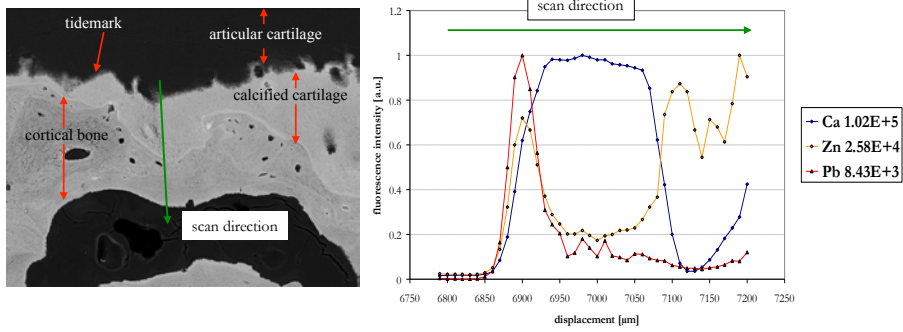 tidemark
articular cartilage
calcified cartilage
cortical bone
scan direction
scan direction
fluorescence intensity [a.u.]
1.2
1
0.8
0.6
0.4
0.2
0
6750 6800 6850 6900 6950 7000 7050 7100 7150 7200 7250
displacement [µm]
Ca 1.02E+5
Zn 2.58E+4
Pb 8.43E+3